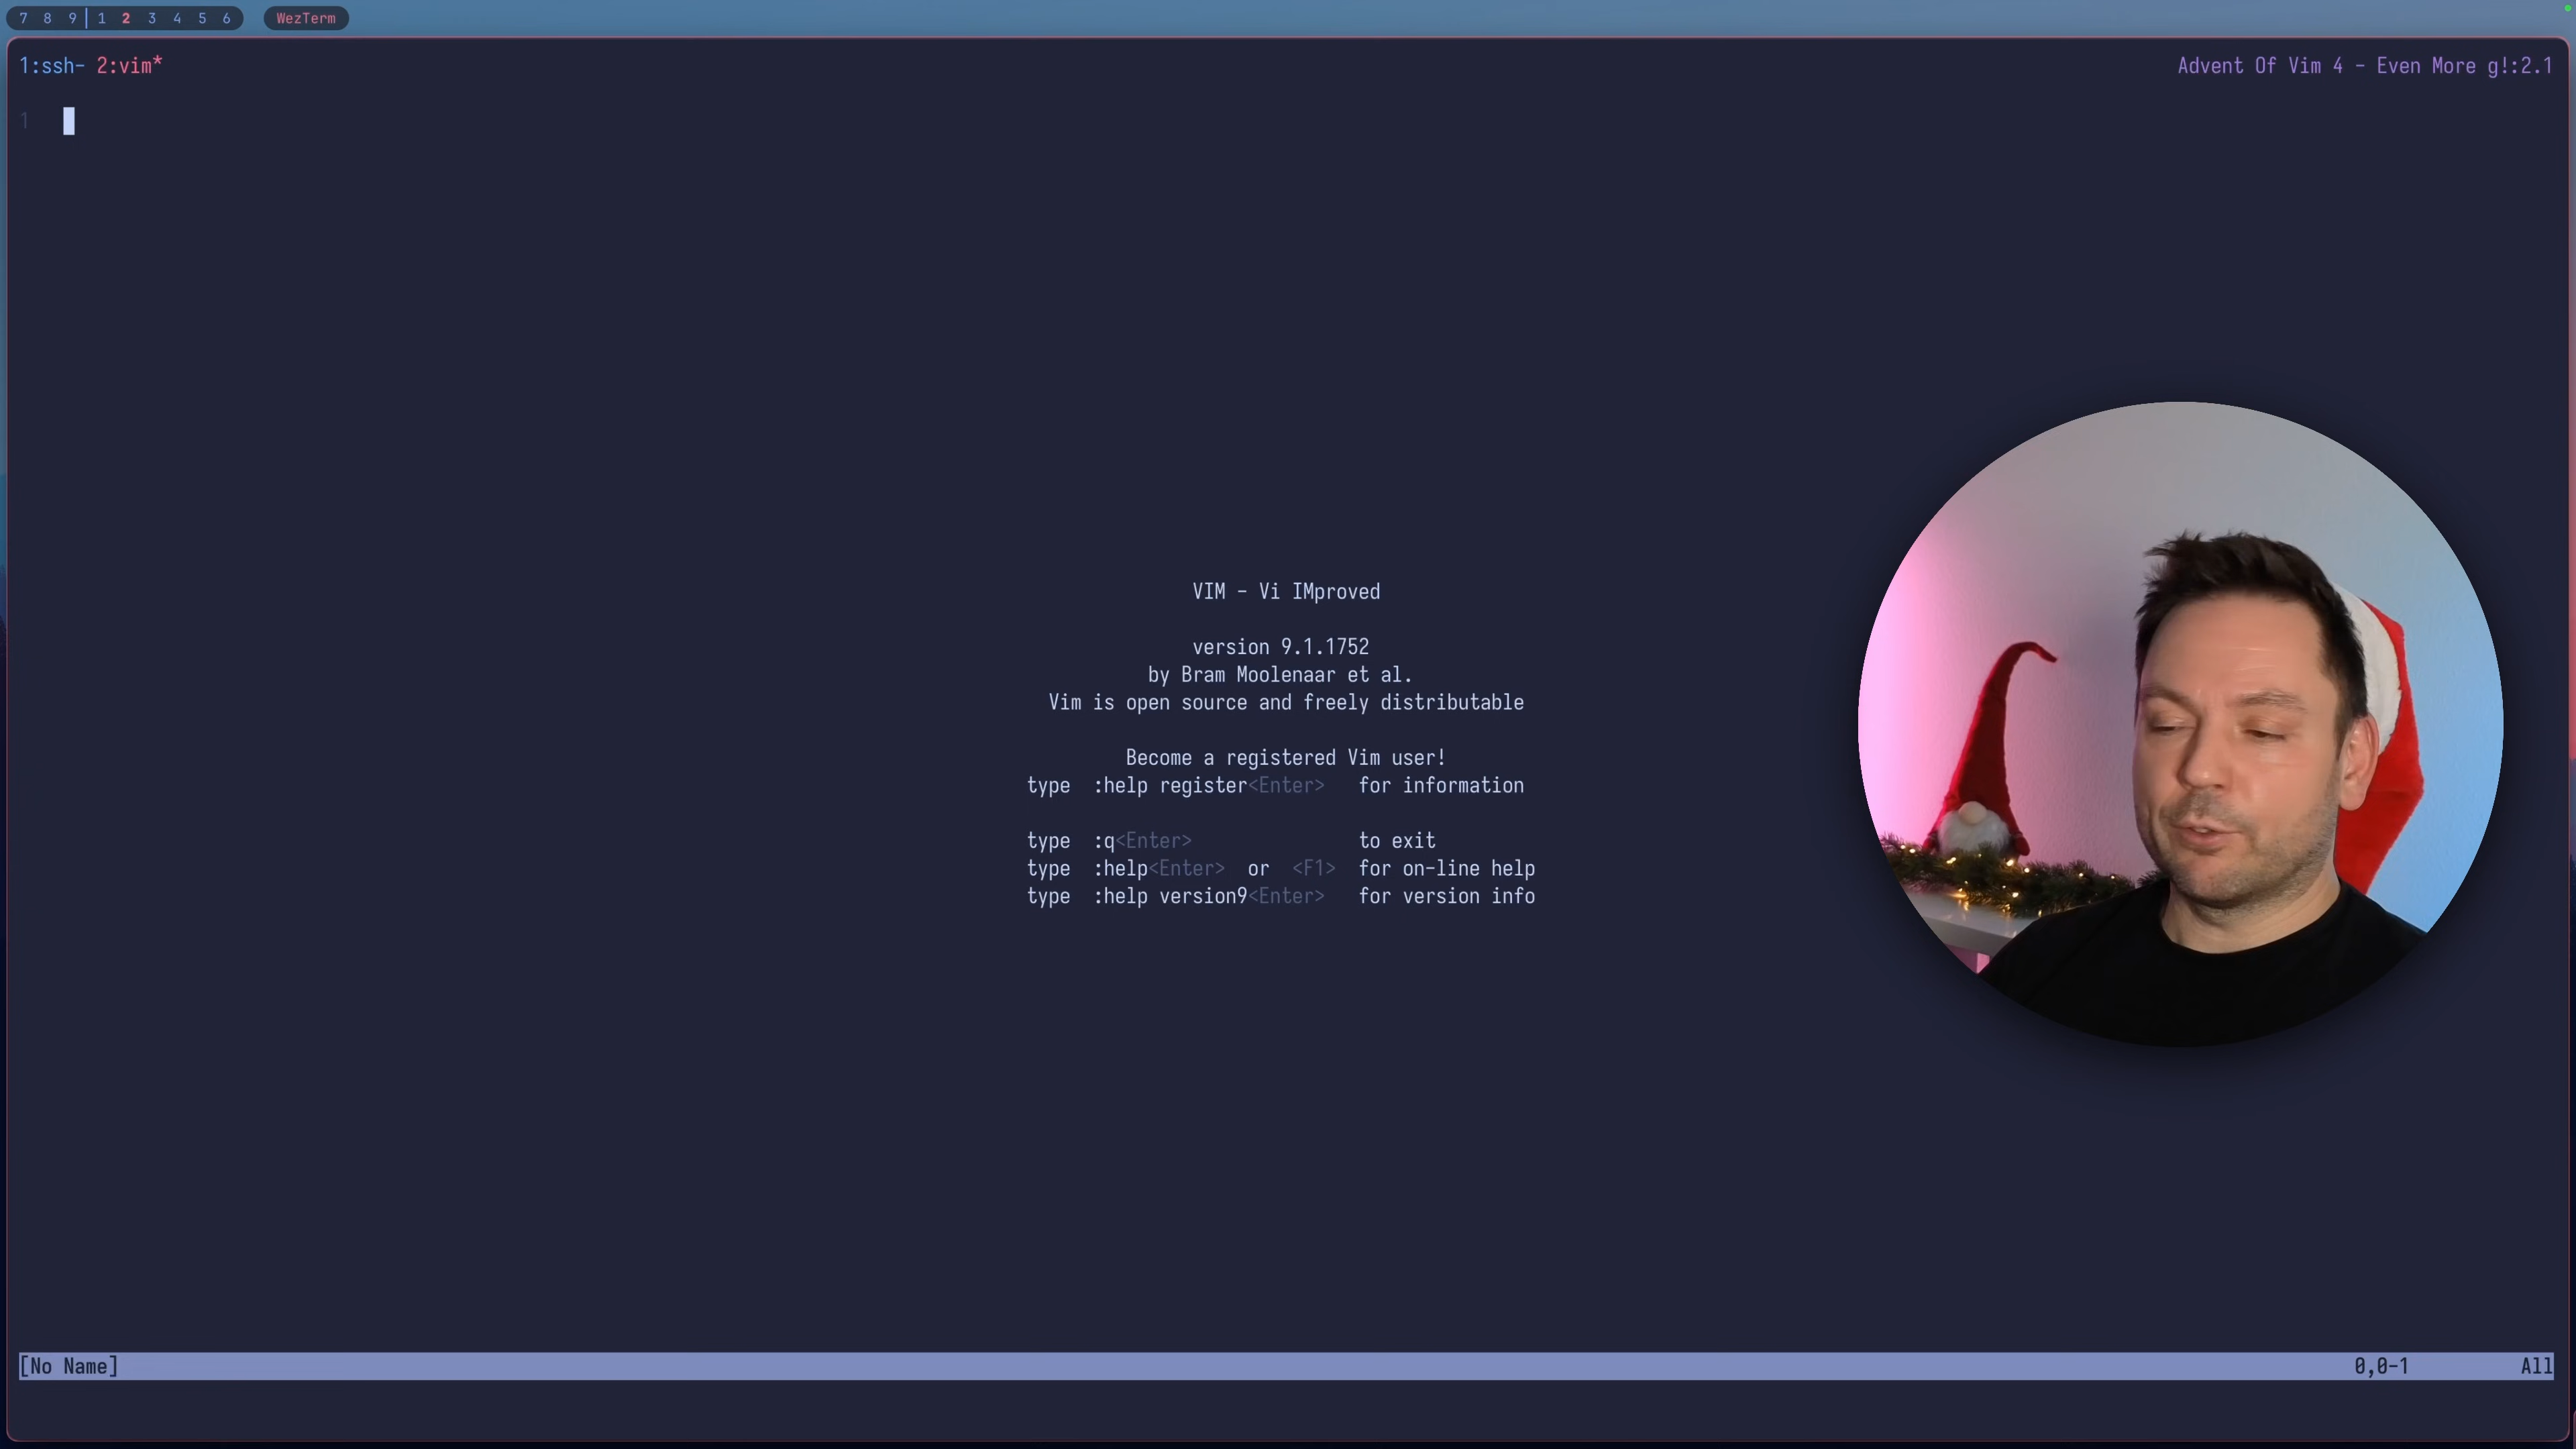 7 8 9 1 2 3 4 5 6 WezTerm
1:ssh- 2:vim* Advent Of Vim 4 - Even More g!:2.1
1
VIM - Vi IMproved
version 9.1.1752
by Bram Moolenaar et al.
Vim is open source and freely distributable
Become a registered Vim user!
type :help register<Enter> for information
type :q<Enter> to exit
type :help<Enter> or <F1> for on-line help
type :help version9<Enter> for version info
[No Name] 0,0-1 All